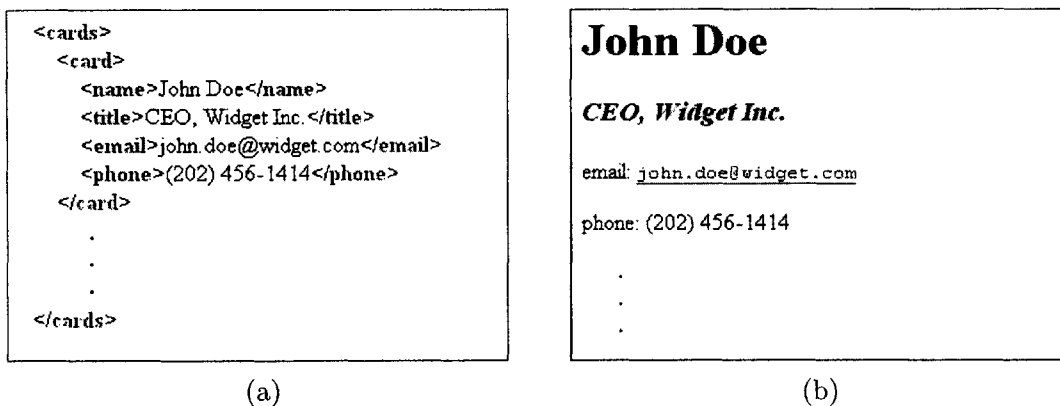 <cards>
<card>
<name>John Doe</name>
<title>CEO, Widget Inc.</title>
<email>john.doe@widget.com</email>
<phone>(202) 456-1414</phone>
</card>
.
.
.
</cards>
(a)
John Doe
CEO, Widget Inc.
email: john.doe@widget.com
phone: (202) 456-1414
.
.
.
(b)